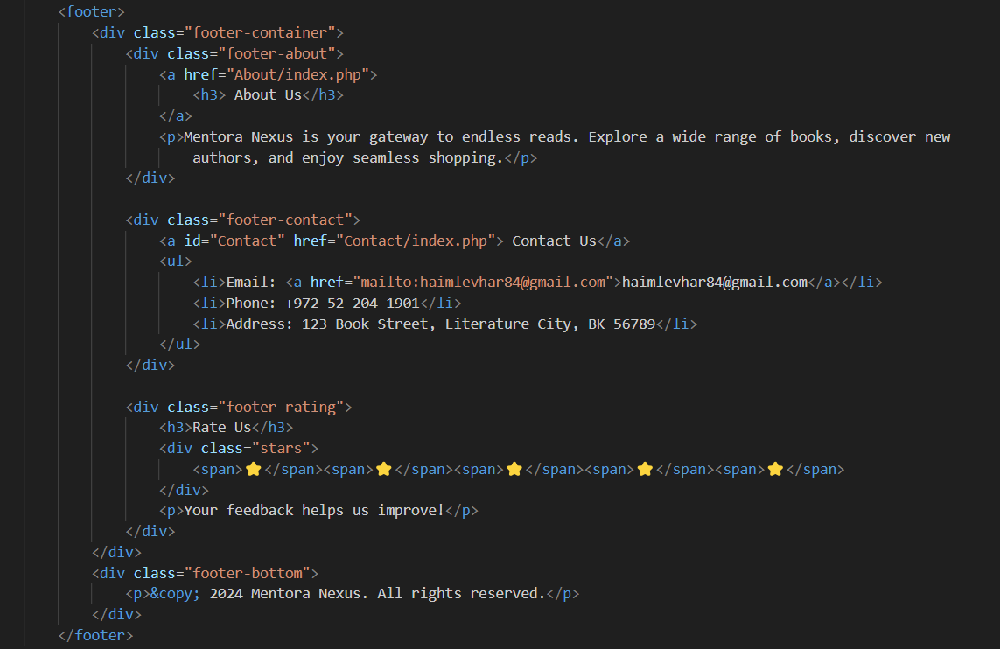 <footer>
<div class="footer-container">
<div class="footer-about">
<a href="About/index.php">
<h3> About Us</h3>
</a>
<p>Mentora Nexus is your gateway to endless reads. Explore a wide range of books, discover new
authors, and enjoy seamless shopping.</p>
</div>
<div class="footer-contact">
<a id="Contact" href="Contact/index.php"> Contact Us</a>
<ul>
<li>Email: <a href="mailto:haimlevhar84@gmail.com">haimlevhar84@gmail.com</a></li>
<li>Phone: +972-52-204-1901</li>
<li>Address: 123 Book Street, Literature City, BK 56789</li>
</ul>
</div>
<div class="footer-rating">
<h3>Rate Us</h3>
<div class="stars">
<span>⭐</span><span>⭐</span><span>⭐</span><span>⭐</span><span>⭐</span>
</div>
<p>Your feedback helps us improve!</p>
</div>
</div>
<div class="footer-bottom">
<p>&copy; 2024 Mentora Nexus. All rights reserved.</p>
</div>
</footer>